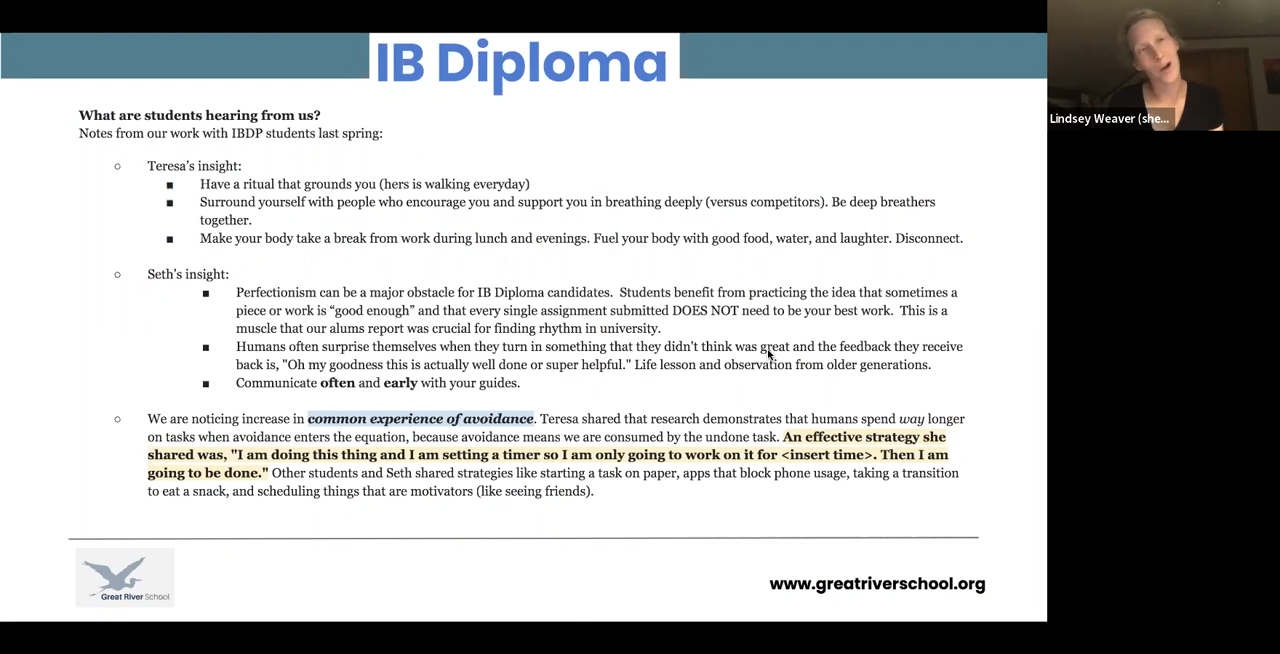 IB Diploma
Lindsey Weaver (she...
What are students hearing from us?
Notes from our work with IBDP students last spring:
Teresa’s insight:
Have a ritual that grounds you (hers is walking everyday)
Surround yourself with people who encourage you and support you in breathing deeply (versus competitors). Be deep breathers
together.
Make your body take a break from work during lunch and evenings. Fuel your body with good food, water, and laughter. Disconnect.
Seth’s insight:
Perfectionism can be a major obstacle for IB Diploma candidates. Students benefit from practicing the idea that sometimes a
piece or work is “good enough” and that every single assignment submitted DOES NOT need to be your best work. This is a
muscle that our alums report was crucial for finding rhythm in university.
Humans often surprise themselves when they turn in something that they didn't think was great and the feedback they receive
back is, "Oh my goodness this is actually well done or super helpful." Life lesson and observation from older generations.
Communicate often and early with your guides.
We are noticing increase in common experience of avoidance. Teresa shared that research demonstrates that humans spend way longer
on tasks when avoidance enters the equation, because avoidance means we are consumed by the undone task. An effective strategy she
shared was, "I am doing this thing and I am setting a timer so I am only going to work on it for <insert time>. Then I am
going to be done." Other students and Seth shared strategies like starting a task on paper, apps that block phone usage, taking a transition
to eat a snack, and scheduling things that are motivators (like seeing friends).
Great River School
www.greatriverschool.org